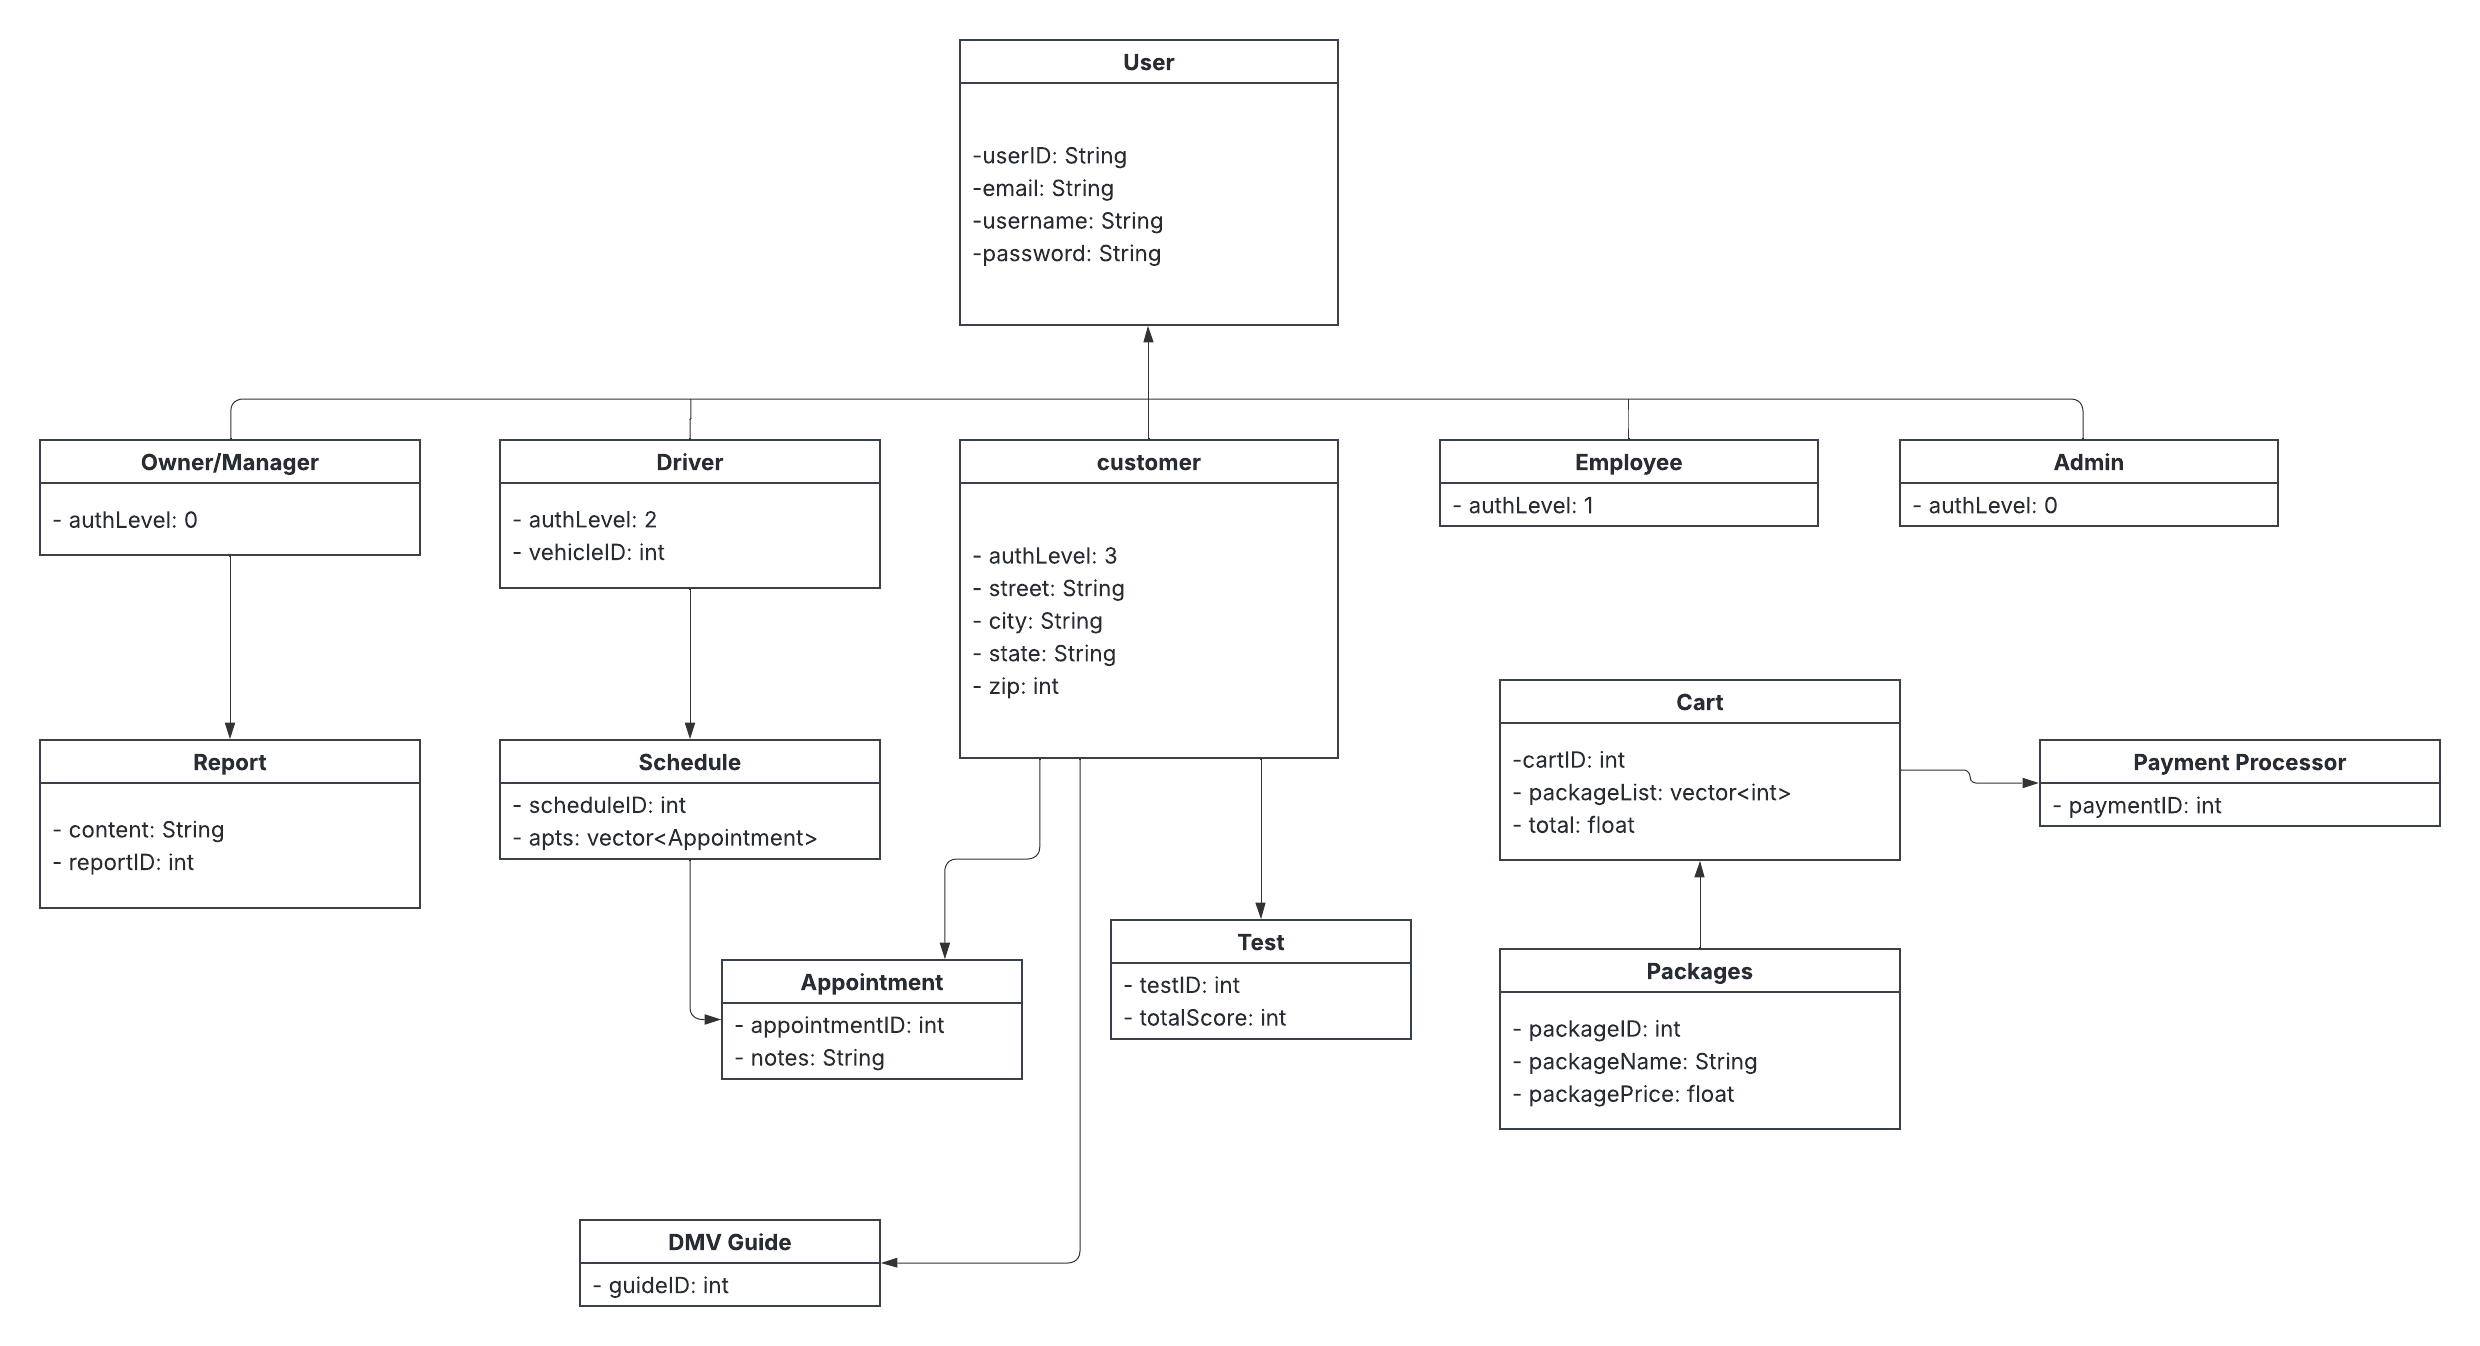 User
-userID: String
-email: String
-username: String
-password: String
Owner/Manager
- authLevel: 0
Driver
- authLevel: 2
- vehicleID: int
customer
- authLevel: 3
- street: String
- city: String
- state: String
- zip: int
Employee
- authLevel: 1
Admin
- authLevel: 0
Report
- content: String
- reportID: int
Schedule
- scheduleID: int
- apts: vector<Appointment>
Cart
-cartID: int
- packageList: vector<int>
- total: float
Payment Processor
- paymentID: int
Appointment
- appointmentID: int
- notes: String
Test
- testID: int
- totalScore: int
Packages
- packageID: int
- packageName: String
- packagePrice: float
DMV Guide
- guideID: int